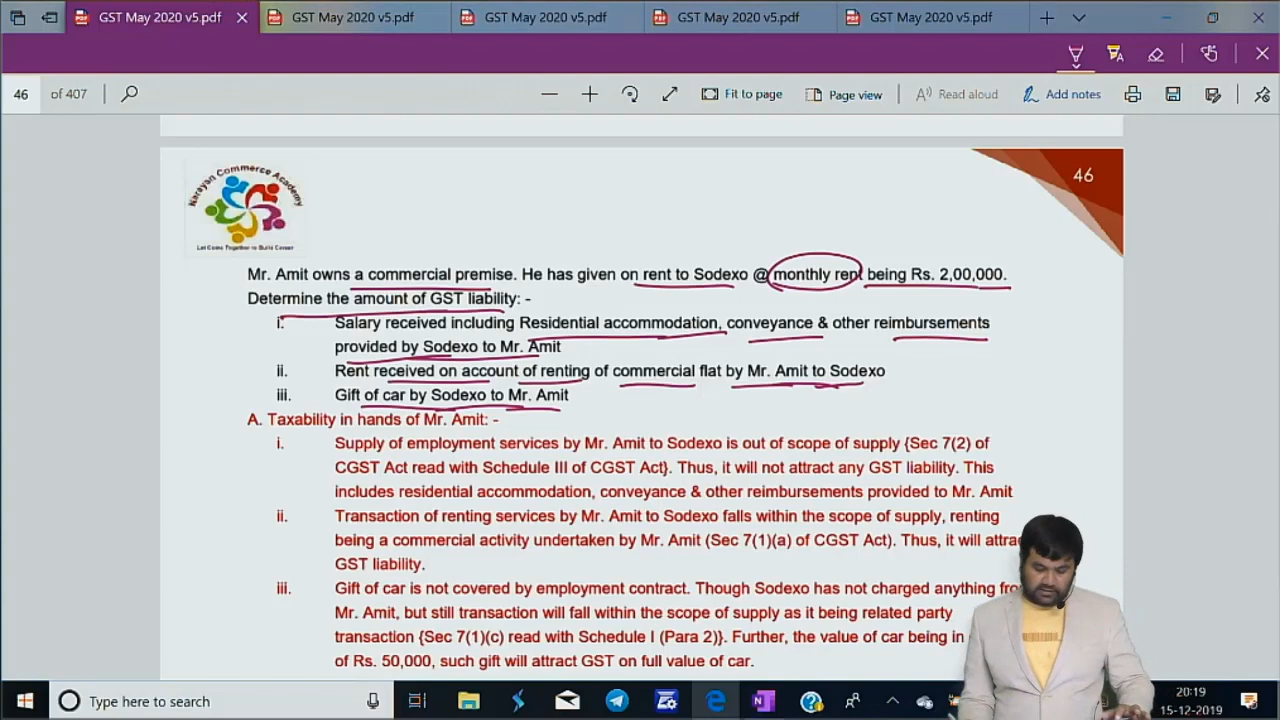 GST May 2020 v5.pdf
GST May 2020 v5.pdf
GST May 2020 v5.pdf
GST May 2020 v5.pdf
GST May 2020 v5.pdf
46 of 407
Fit to page
Page view
Read aloud
Add notes
Narayan Commerce Academy
Let Come Together to Build Career
46
Mr. Amit owns a commercial premise. He has given on rent to Sodexo @ monthly rent being Rs. 2,00,000.
Determine the amount of GST liability: -
i. Salary received including Residential accommodation, conveyance & other reimbursements
provided by Sodexo to Mr. Amit
ii. Rent received on account of renting of commercial flat by Mr. Amit to Sodexo
iii. Gift of car by Sodexo to Mr. Amit
A. Taxability in hands of Mr. Amit: -
i. Supply of employment services by Mr. Amit to Sodexo is out of scope of supply {Sec 7(2) of
CGST Act read with Schedule III of CGST Act}. Thus, it will not attract any GST liability. This
includes residential accommodation, conveyance & other reimbursements provided to Mr. Amit
ii. Transaction of renting services by Mr. Amit to Sodexo falls within the scope of supply, renting
being a commercial activity undertaken by Mr. Amit (Sec 7(1)(a) of CGST Act). Thus, it will
GST liability.
iii. Gift of car is not covered by employment contract. Though Sodexo has not charged anything
Mr. Amit, but still transaction will fall within the scope of supply as it being related party
transaction {Sec 7(1)(c) read with Schedule I (Para 2)}. Further, the value of car being in
of Rs. 50,000, such gift will attract GST on full value of car.
Type here to search
20:19
15-12-2019